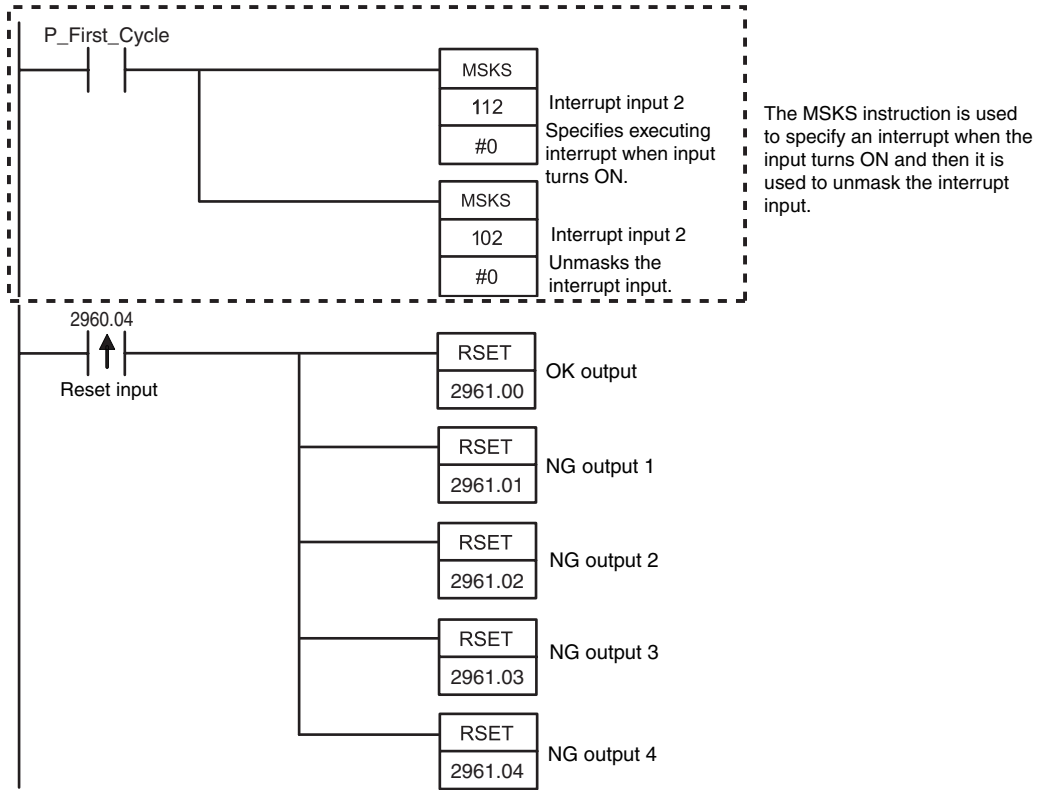 P_First_Cycle
MSKS
112
Interrupt input 2
#0
Specifies executing
interrupt when input
turns ON.
MSKS
102
Interrupt input 2
#0
Unmasks the
interrupt input.
The MSKS instruction is used
to specify an interrupt when the
input turns ON and then it is
used to unmask the interrupt
input.
2960.04
Reset input
RSET
2961.00
OK output
RSET
2961.01
NG output 1
RSET
2961.02
NG output 2
RSET
2961.03
NG output 3
RSET
2961.04
NG output 4